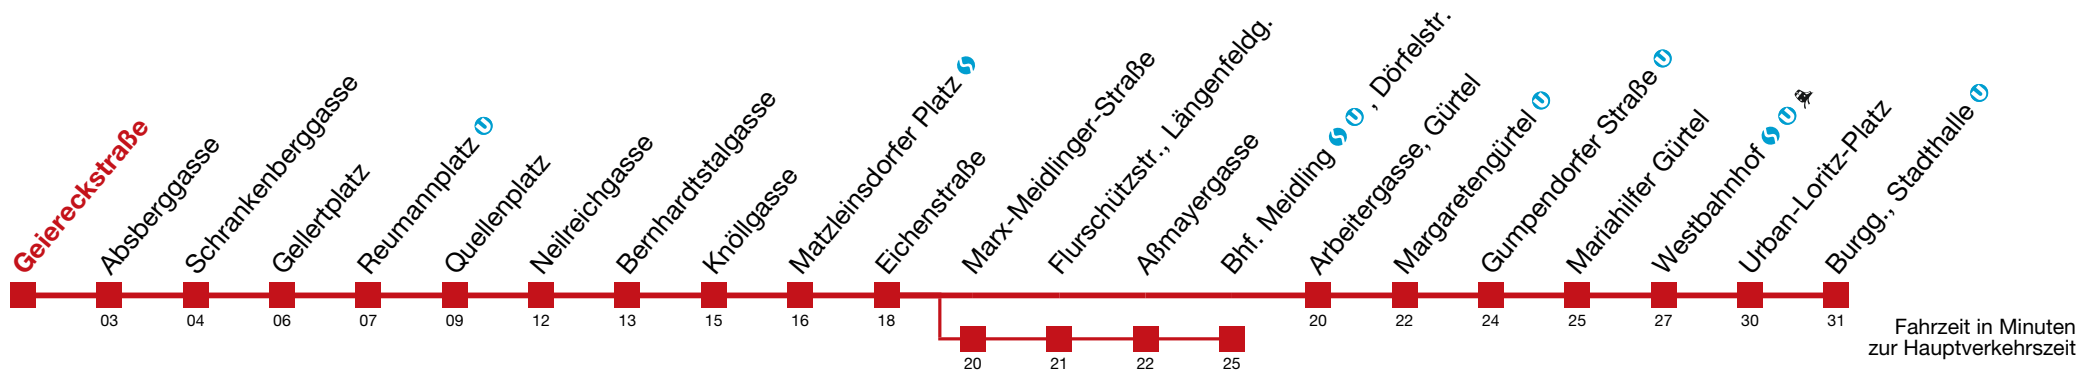 Geiereckstraße
Absberggasse
Schrankenberggasse
Gellertplatz
Reumannplatz U
Quellenplatz
Neilreichgasse
Bernhardtstalgasse
Knöllgasse
Matzleinsdorfer Platz S
Eichenstraße
Marx-Meidlinger-Straße
Flurschützstr., Längenfeldg.
Aßmayergasse
Bhf. Meidling S U , Dörfelstr.
Arbeitergasse, Gürtel
Margaretengürtel U
Gumpendorfer Straße U
Mariahilfer Gürtel
Westbahnhof S U
Urban-Loritz-Platz
Burgg., Stadthalle U
03 04 06 07 09 12 13 15 16 18 20 22 24 25 27 30 31
20 21 22 25
Fahrzeit in Minuten
zur Hauptverkehrszeit